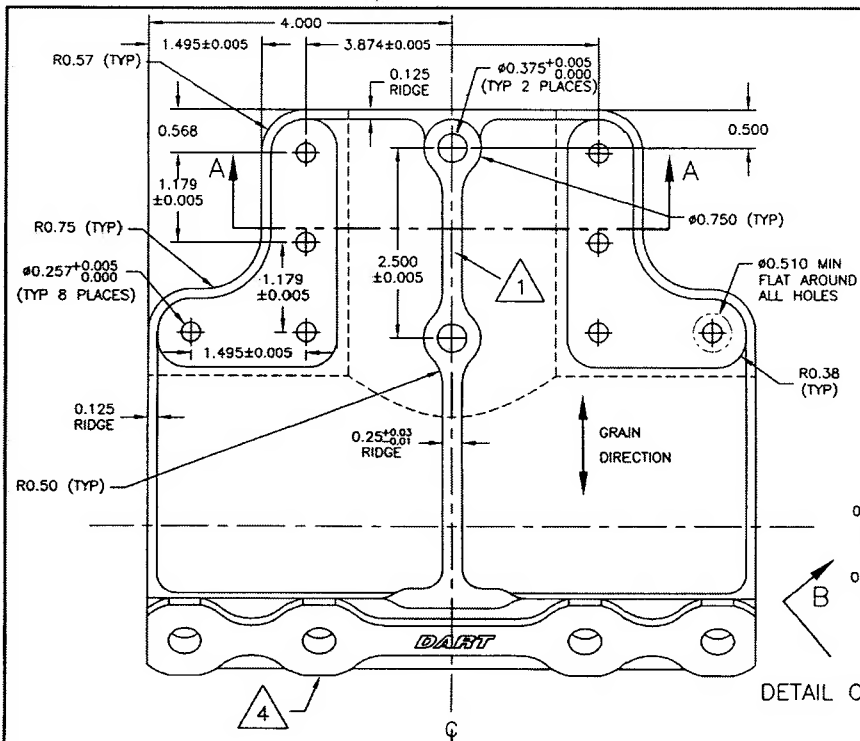 4.000
1.495±0.005
3.874±0.005
R0.57 (TYP)
0.125
RIDGE
ø0.375+0.005
0.000
(TYP 2 PLACES)
0.568
0.500
A
A
1.179
±0.005
R0.75 (TYP)
ø0.750 (TYP)
ø0.257+0.005
0.000
(TYP 8 PLACES)
1.179
±0.005
2.500
±0.005
1
ø0.510 MIN
FLAT AROUND
ALL HOLES
1.495±0.005
R0.38
(TYP)
0.125
RIDGE
0.25+0.03
-0.01
RIDGE
GRAIN
DIRECTION
R0.50 (TYP)
0
0
B
DART
DETAIL C
4
℄